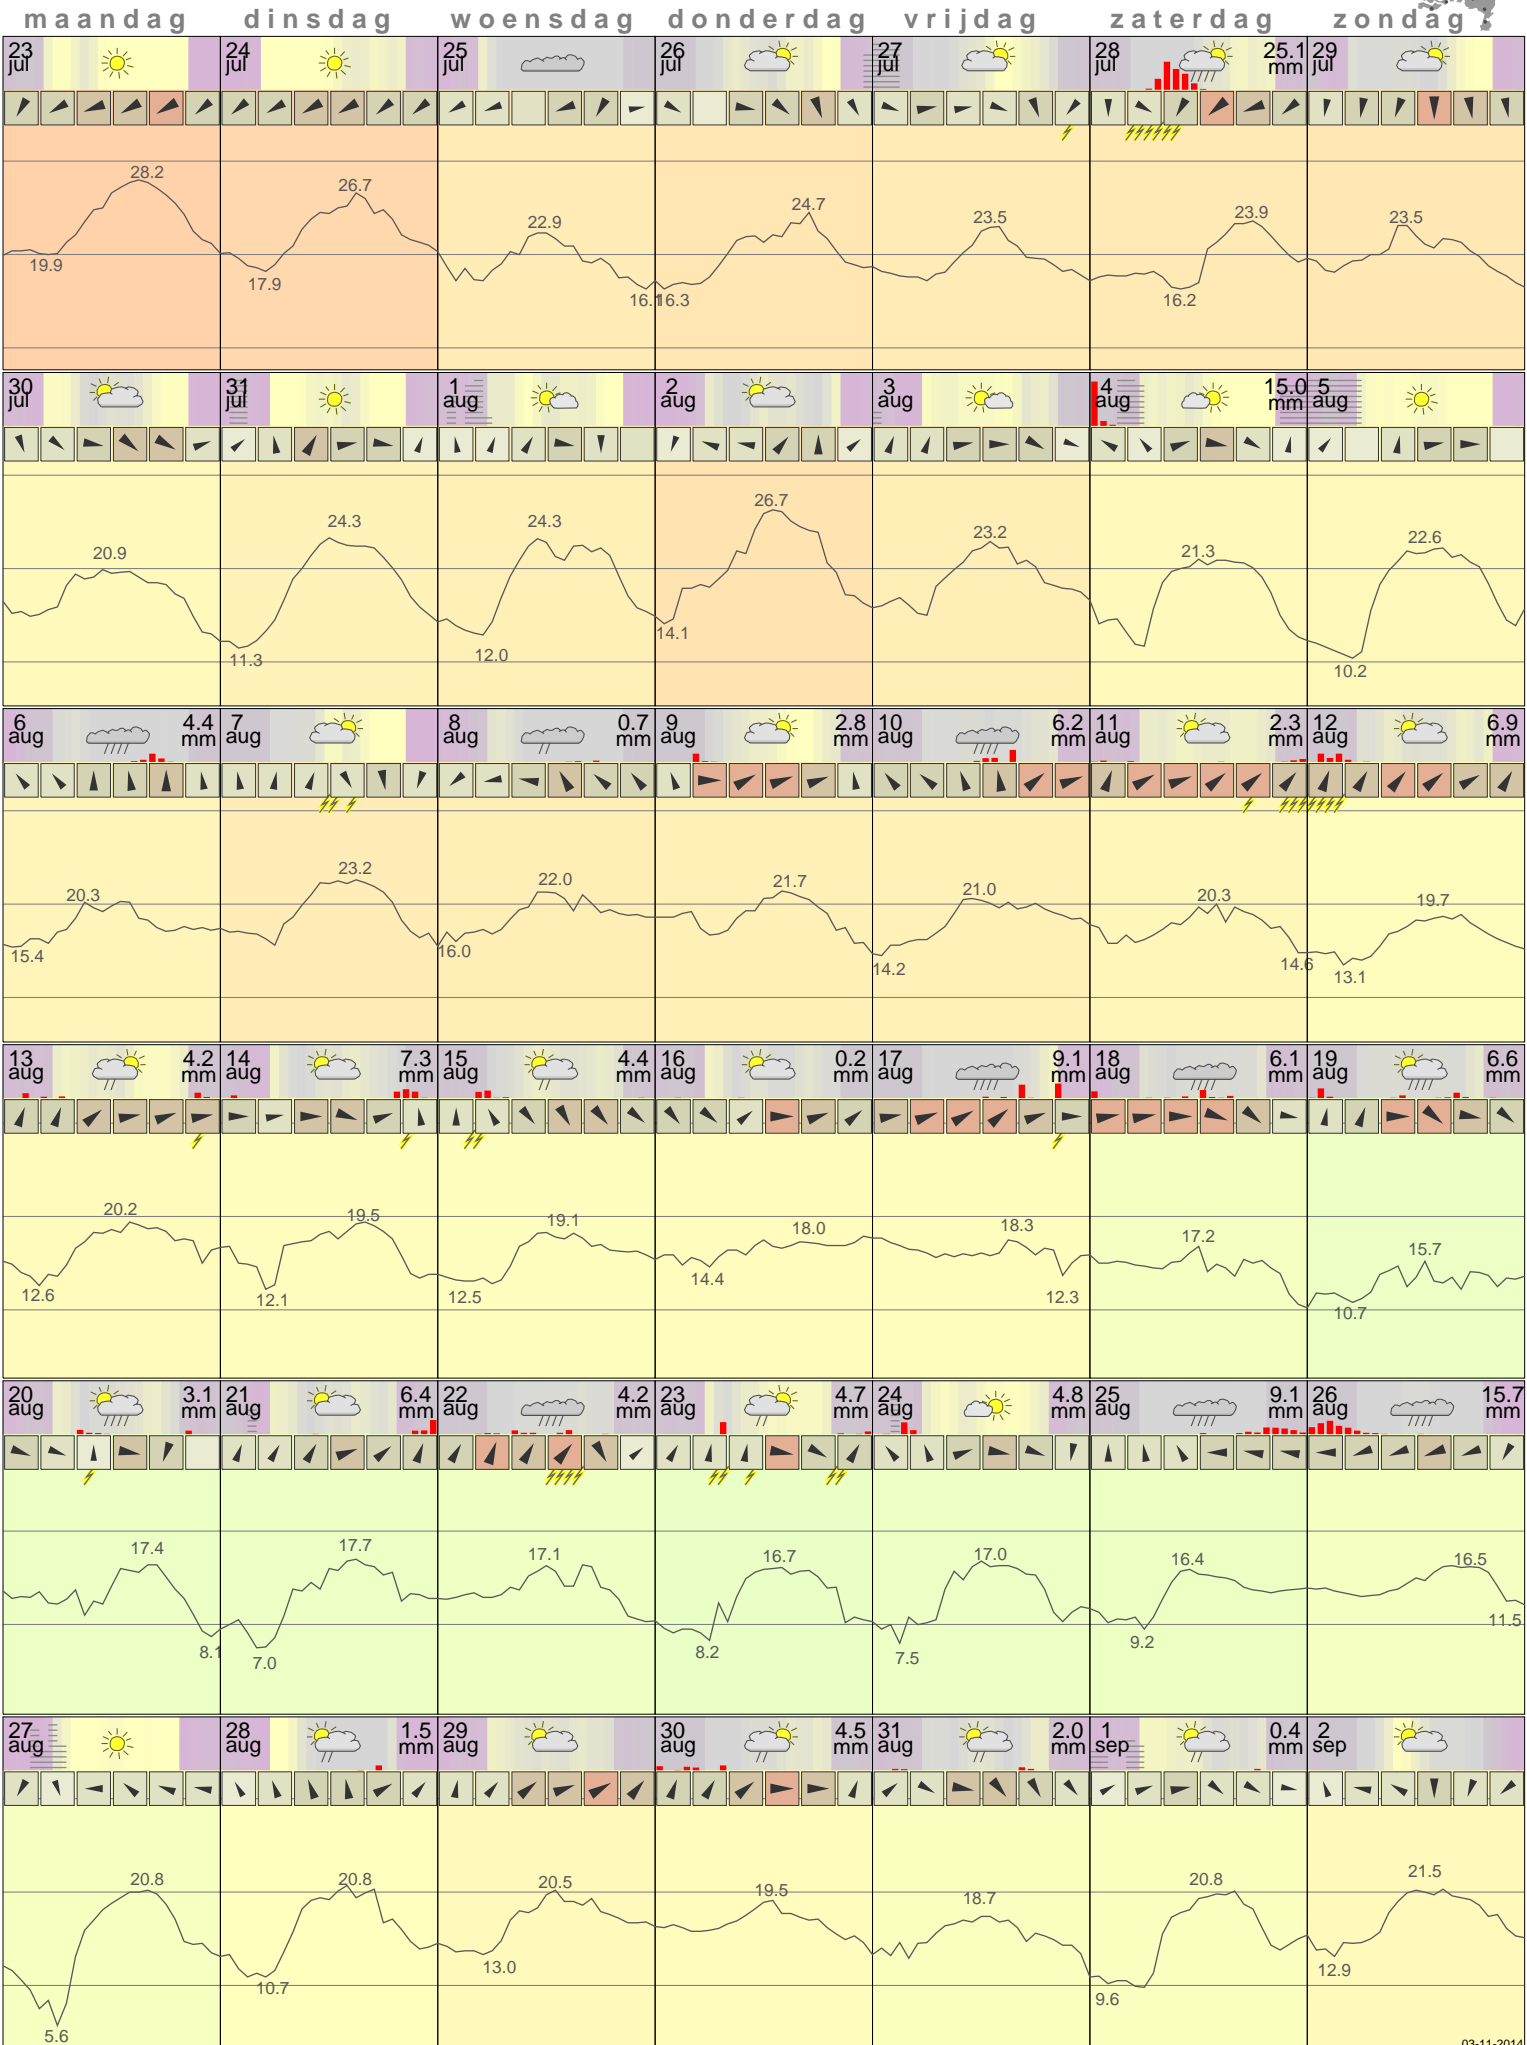 maandag dinsdag woensdag donderdag vrijdag zaterdag zondag
23 24 25 26 27 28 25.1 29
jul jul jul jul jul jul mm jul
28.2 26.7 22.9 24.7 23.5 23.9 23.5
19.9 17.9 16.1 16.3 16.2
30 31 1 2 3 4 15.0 5
jul jul aug aug aug aug mm aug
20.9 24.3 24.3 26.7 23.2 21.3 22.6
11.3 12.0 14.1 10.2
6 4.4 7 8 0.7 9 2.8 10 6.2 11 2.3 12 6.9
aug mm aug aug mm aug mm aug mm aug mm aug mm
20.3 23.2 22.0 21.7 21.0 20.3 19.7
15.4 16.0 14.2 14.6 13.1
13 4.2 14 7.3 15 4.4 16 0.2 17 9.1 18 6.1 19 6.6
aug mm aug mm aug mm aug mm aug mm aug mm aug mm
20.2 19.5 19.1 18.0 18.3 17.2 15.7
12.6 12.1 12.5 14.4 12.3 10.7
20 3.1 21 6.4 22 4.2 23 4.7 24 4.8 25 9.1 26 15.7
aug mm aug mm aug mm aug mm aug mm aug mm aug mm
17.4 17.7 17.1 16.7 17.0 16.4 16.5
8.1 7.0 8.2 7.5 9.2 11.5
27 28 1.5 29 30 4.5 31 2.0 1 0.4 2
aug aug mm aug aug mm aug mm sep mm sep
20.8 20.8 20.5 19.5 18.7 20.8 21.5
5.6 10.7 13.0 9.6 12.9
03-11-2014